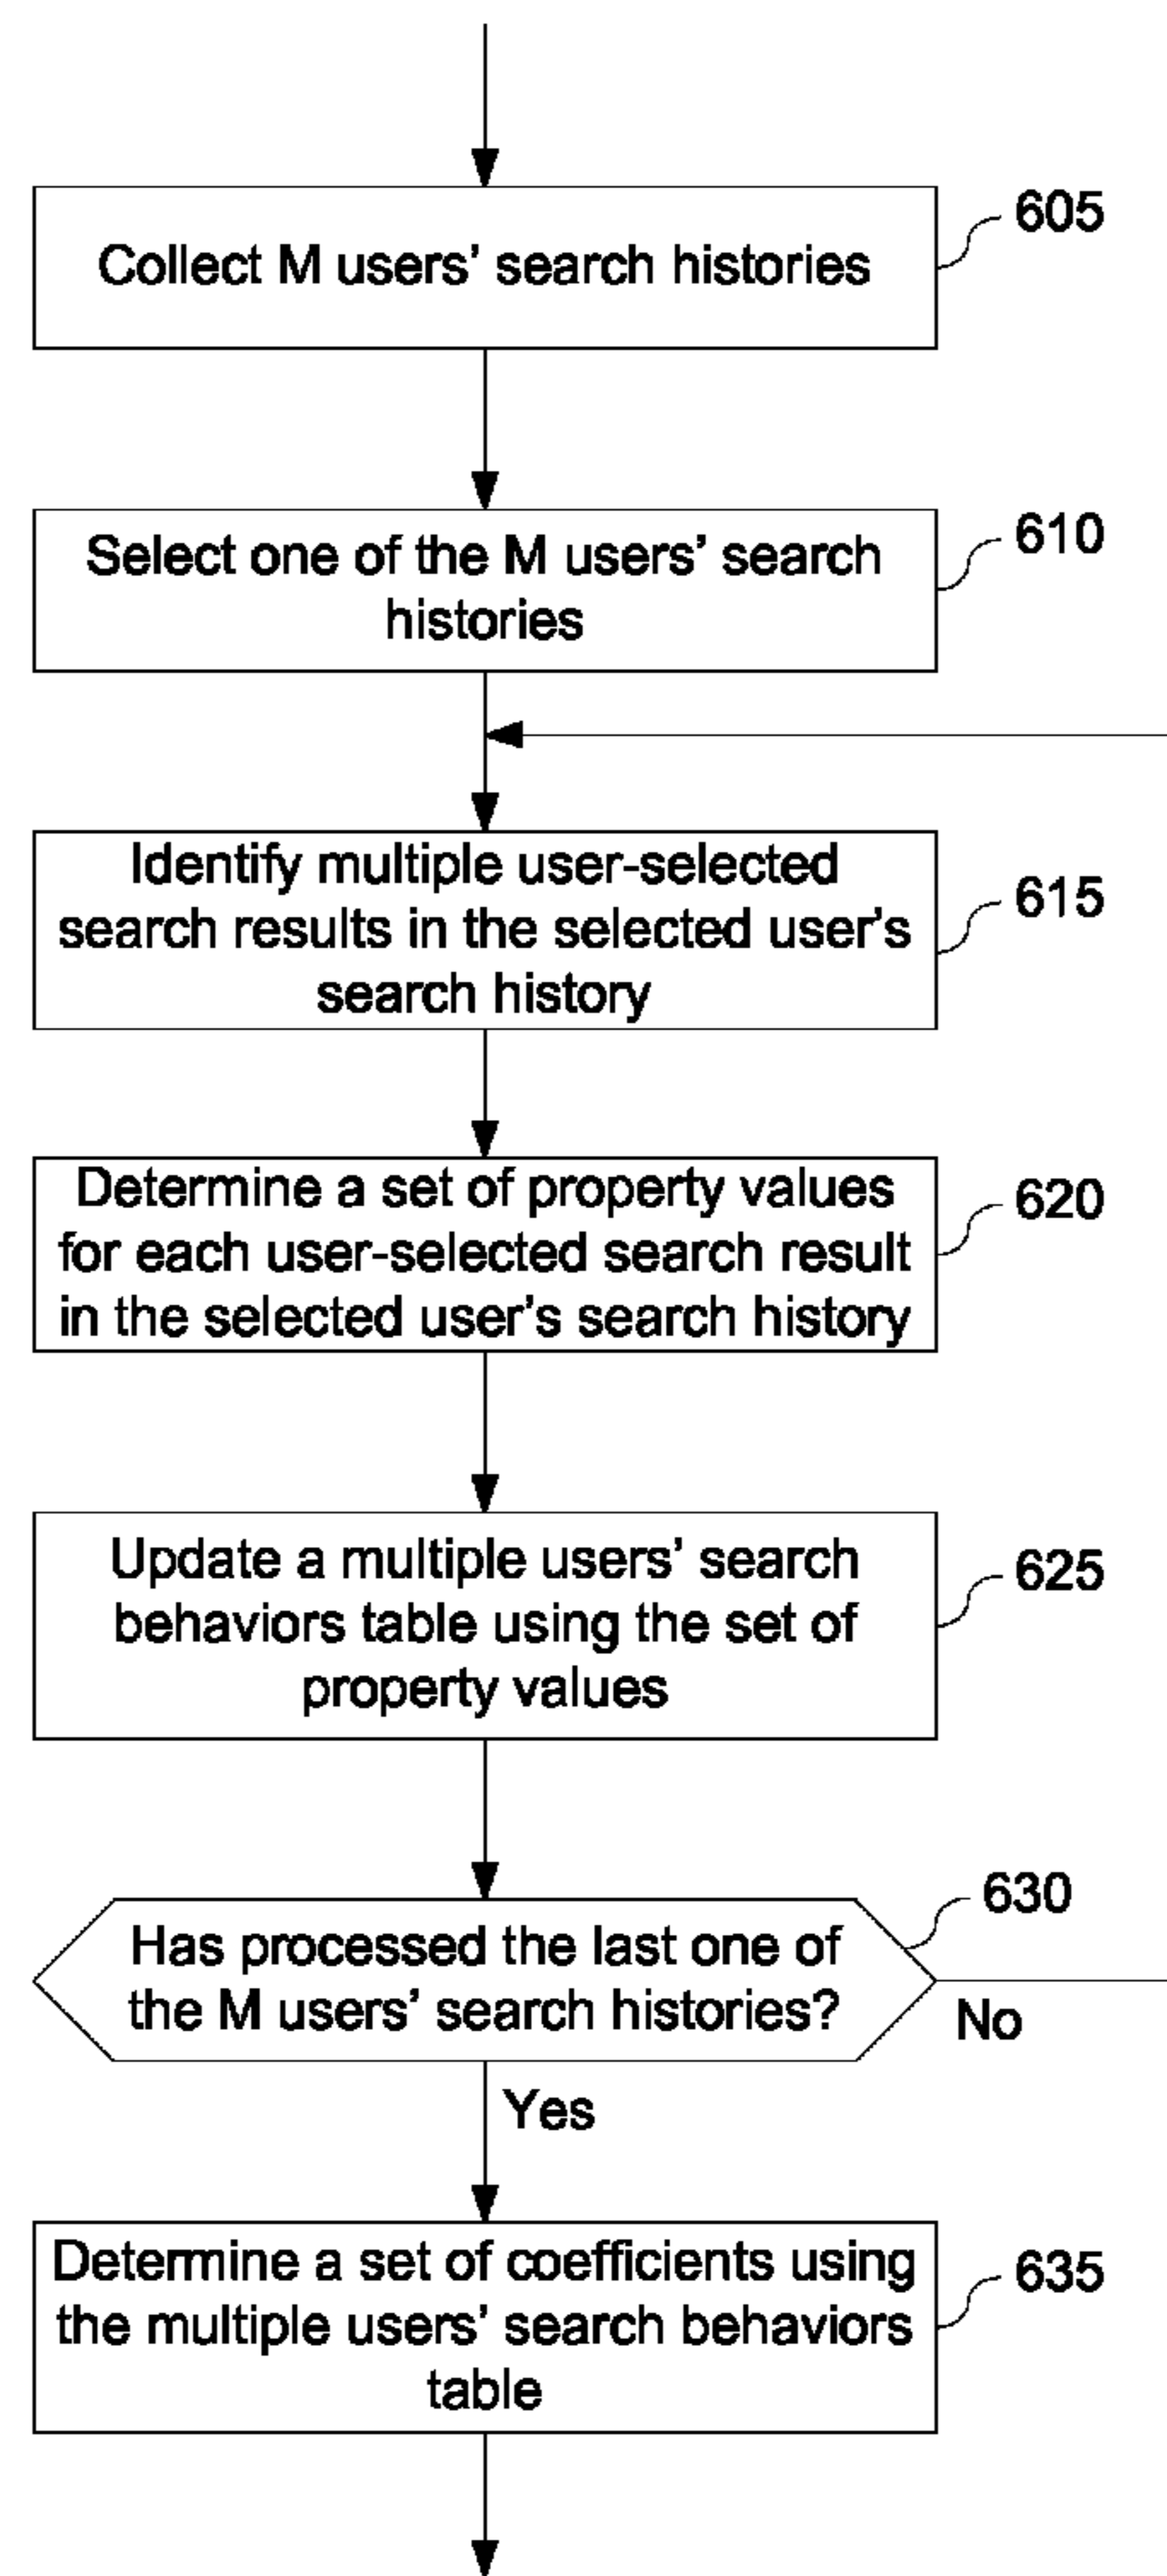 Collect M users’ search histories
605
Select one of the M users’ search
histories
610
Identify multiple user-selected
search results in the selected user’s
search history
615
Determine a set of property values
for each user-selected search result
in the selected user’s search history
620
Update a multiple users’ search
behaviors table using the set of
property values
625
Has processed the last one of
the M users’ search histories?
630
No
Yes
Determine a set of coefficients using
the multiple users’ search behaviors
table
635